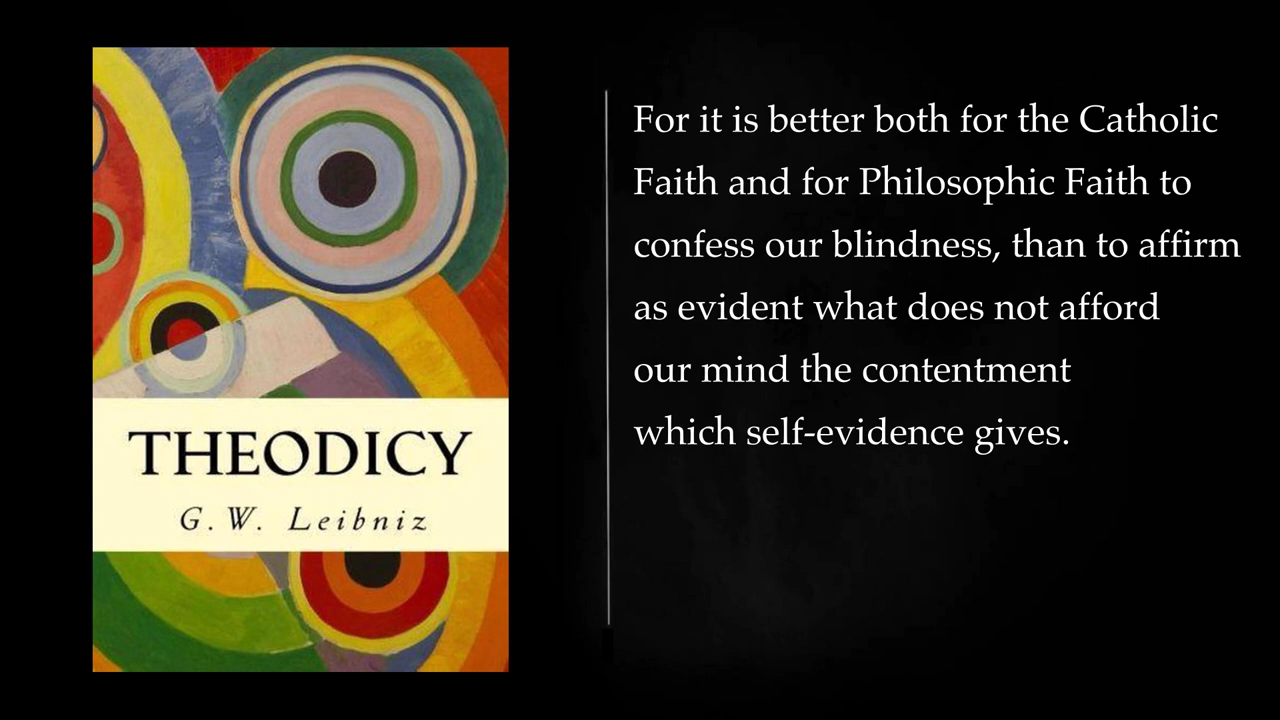 THEODICY
G. W. Leibniz
For it is better both for the Catholic
Faith and for Philosophic Faith to
confess our blindness, than to affirm
as evident what does not afford
our mind the contentment
which self-evidence gives.